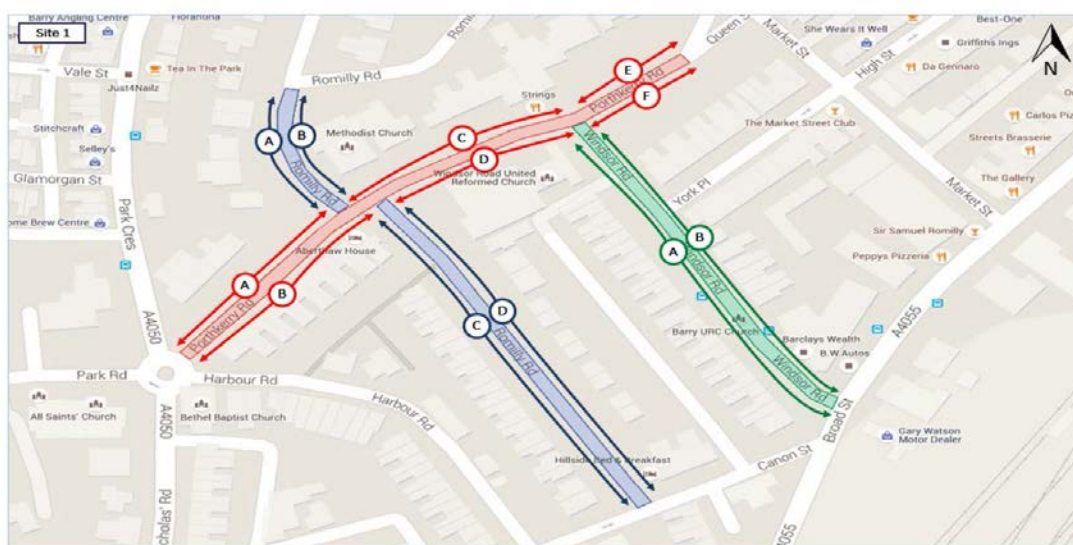 Barry Angling Centre
Fiorantina
Site 1
Vale St
Tea In The Park
Just4Nailz
Stitchcraft
Selley's
Glamorgan St
ome Brew Centre
Park Cres
A4050
Romilly Rd
Romilly
A
B
Methodist Church
Romilly Rd
Strings
C
D
E
F
Porthkerry Rd
Queen S
Market St
She Wears It Well
Best-One
Griffiths Ings
High St
Da Gennaro
N
The Market Street Club
Carlos Piz
Streets Brasserie
The Gallery
Market St
Sir Samuel Romilly
Peppys Pizzeria
Windsor Road United
Reformed Church
Windsor Rd
York Pl
A
B
Windsor Rd
Barry URC Church
Barclays Wealth
B.W.Autos
Windsor Rd
A4055
Broad St
Gary Watson
Motor Dealer
Aberthaw House
A
B
Porthkerry Rd
C
D
Romilly Rd
Park Rd
Harbour Rd
Harbour Rd
All Saints' Church
Bethel Baptist Church
A4050
cholas' Rd
Hillside Bed & Breakfast
Canon St
A4055